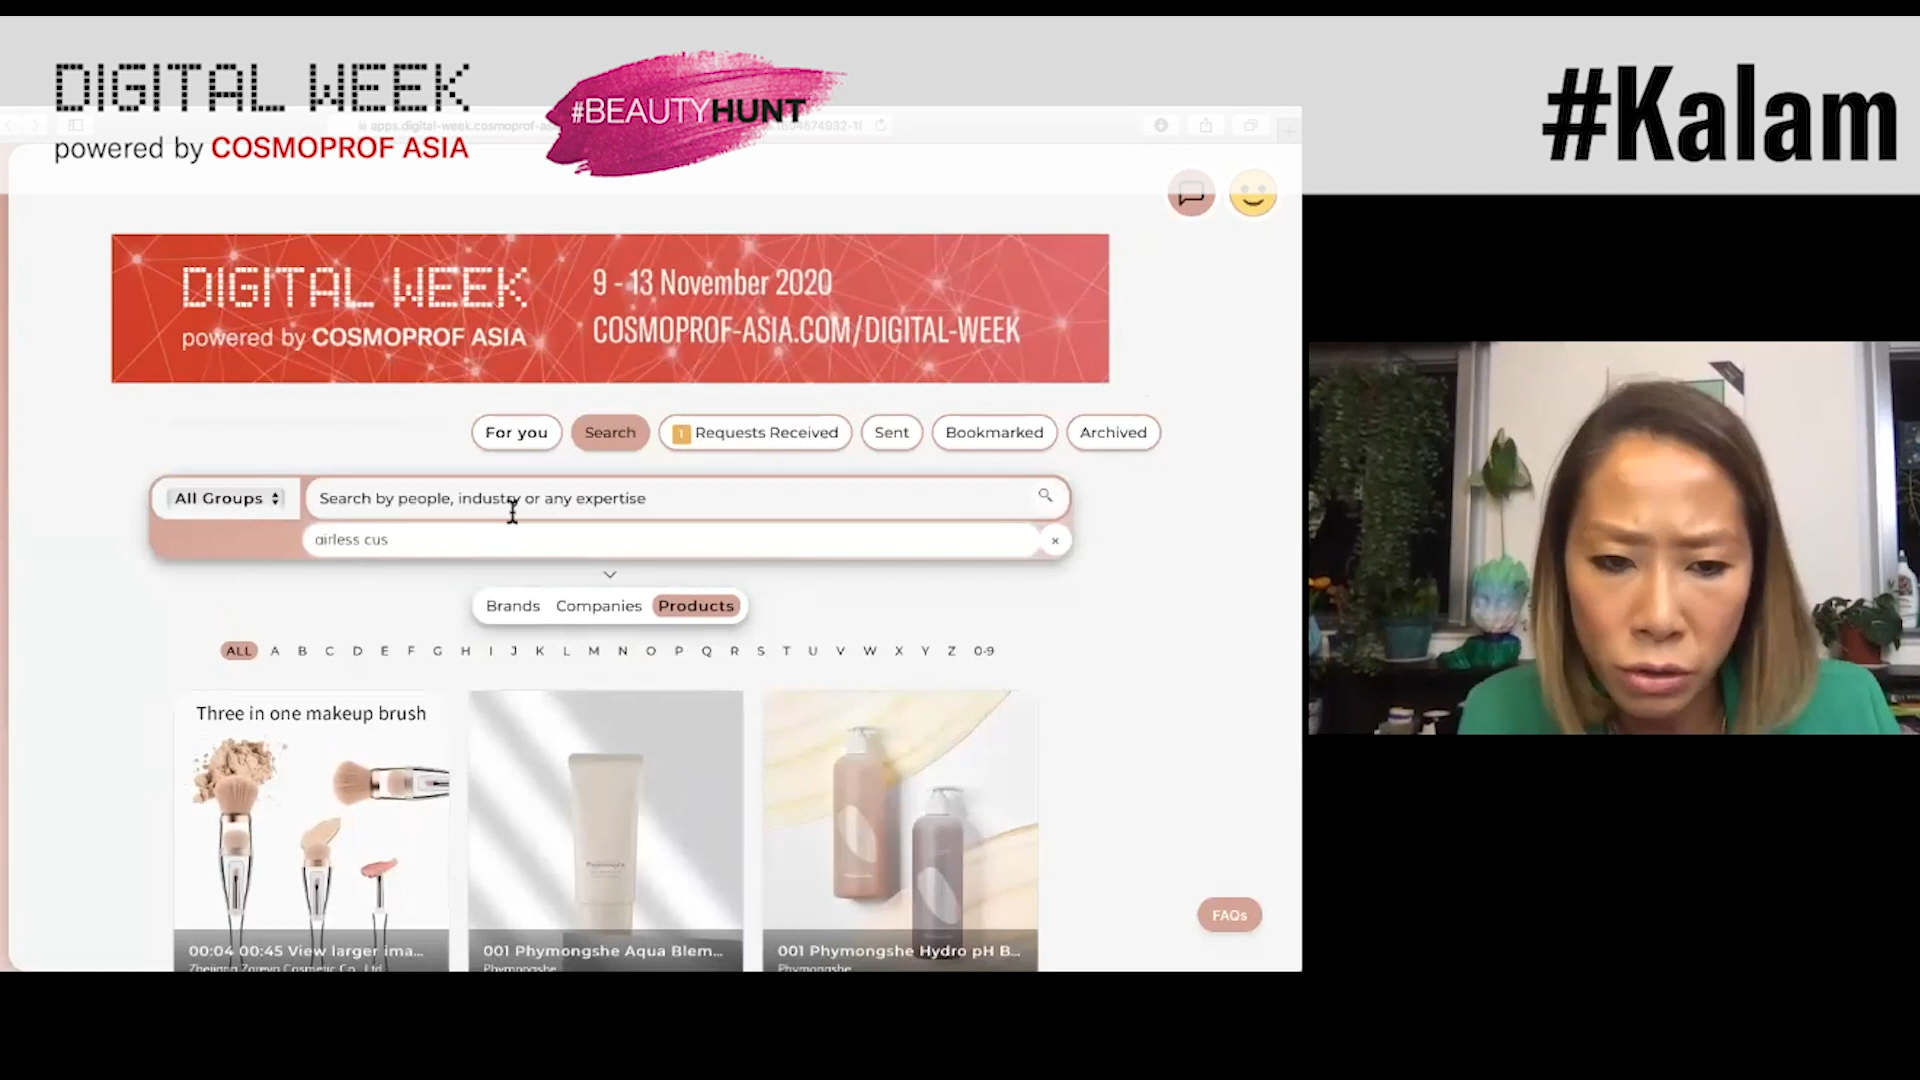 DIGITAL WEEK
powered by COSMOPROF ASIA
#BEAUTYHUNT
#Kalam
DIGITAL WEEK
powered by COSMOPROF ASIA
9 - 13 November 2020
COSMOPROF-ASIA.COM/DIGITAL-WEEK
For you
Search
1 Requests Received
Sent
Bookmarked
Archived
All Groups
Search by people, industry or any expertise
airless cus
×
Brands Companies Products
ALL A B C D E F G H I J K L M N O P Q R S T U V W X Y Z 0-9
Three in one makeup brush
00:04 00:45 View larger ima...
001 Phymongshe Aqua Blem...
Phymongshe
001 Phymongshe Hydro pH B...
Phymongshe
FAQs